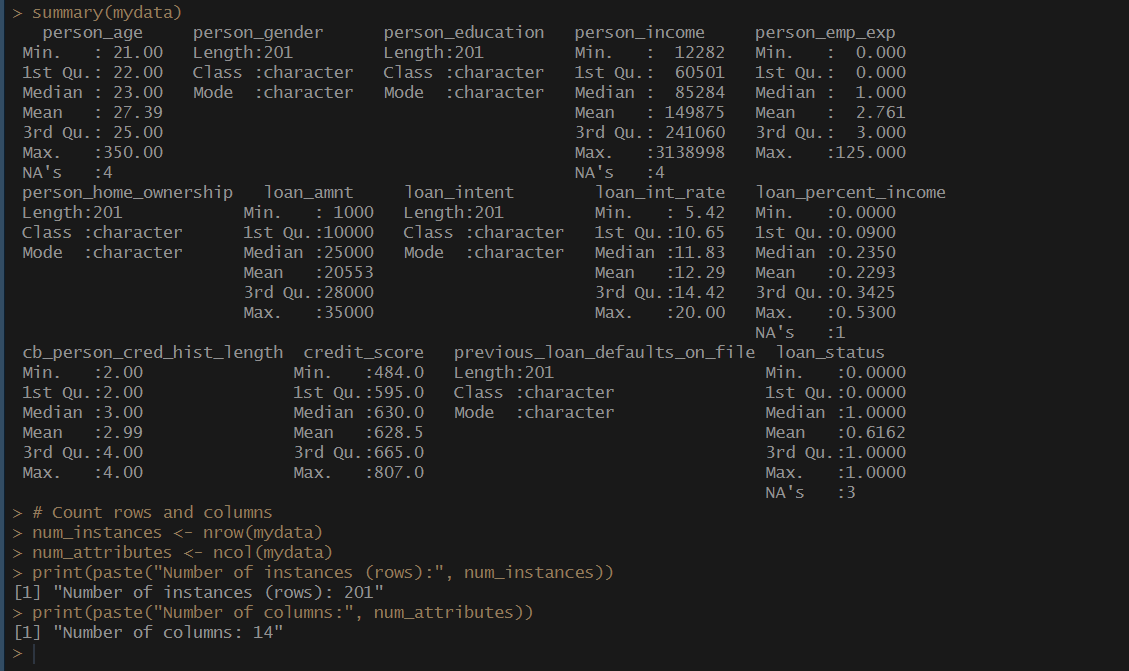 > summary(mydata)
   person_age     person_gender      person_education   person_income     person_emp_exp
 Min.   : 21.00   Length:201         Length:201         Min.   :  12282   Min.   :  0.000
 1st Qu.: 22.00   Class :character   Class :character   1st Qu.:  60501   1st Qu.:  0.000
 Median : 23.00   Mode  :character   Mode  :character   Median :  85284   Median :  1.000
 Mean   : 27.39                                         Mean   : 149875   Mean   :  2.761
 3rd Qu.: 25.00                                         3rd Qu.: 241060   3rd Qu.:  3.000
 Max.   :350.00                                         Max.   :3138998   Max.   :125.000
 NA's   :4                                              NA's   :4
 person_home_ownership   loan_amnt     loan_intent        loan_int_rate   loan_percent_income
 Length:201            Min.   : 1000   Length:201         Min.   : 5.42   Min.   :0.0000
 Class :character      1st Qu.:10000   Class :character   1st Qu.:10.65   1st Qu.:0.0900
 Mode  :character      Median :25000   Mode  :character   Median :11.83   Median :0.2350
                       Mean   :20553                      Mean   :12.29   Mean   :0.2293
                       3rd Qu.:28000                      3rd Qu.:14.42   3rd Qu.:0.3425
                       Max.   :35000                      Max.   :20.00   Max.   :0.5300
                                                                          NA's   :1
 cb_person_cred_hist_length  credit_score   previous_loan_defaults_on_file  loan_status
 Min.   :2.00               Min.   :484.0   Length:201                     Min.   :0.0000
 1st Qu.:2.00               1st Qu.:595.0   Class :character               1st Qu.:0.0000
 Median :3.00               Median :630.0   Mode  :character               Median :1.0000
 Mean   :2.99               Mean   :628.5                                  Mean   :0.6162
 3rd Qu.:4.00               3rd Qu.:665.0                                  3rd Qu.:1.0000
 Max.   :4.00               Max.   :807.0                                  Max.   :1.0000
                                                                           NA's   :3
> # Count rows and columns
> num_instances <- nrow(mydata)
> num_attributes <- ncol(mydata)
> print(paste("Number of instances (rows):", num_instances))
[1] "Number of instances (rows): 201"
> print(paste("Number of columns:", num_attributes))
[1] "Number of columns: 14"
>